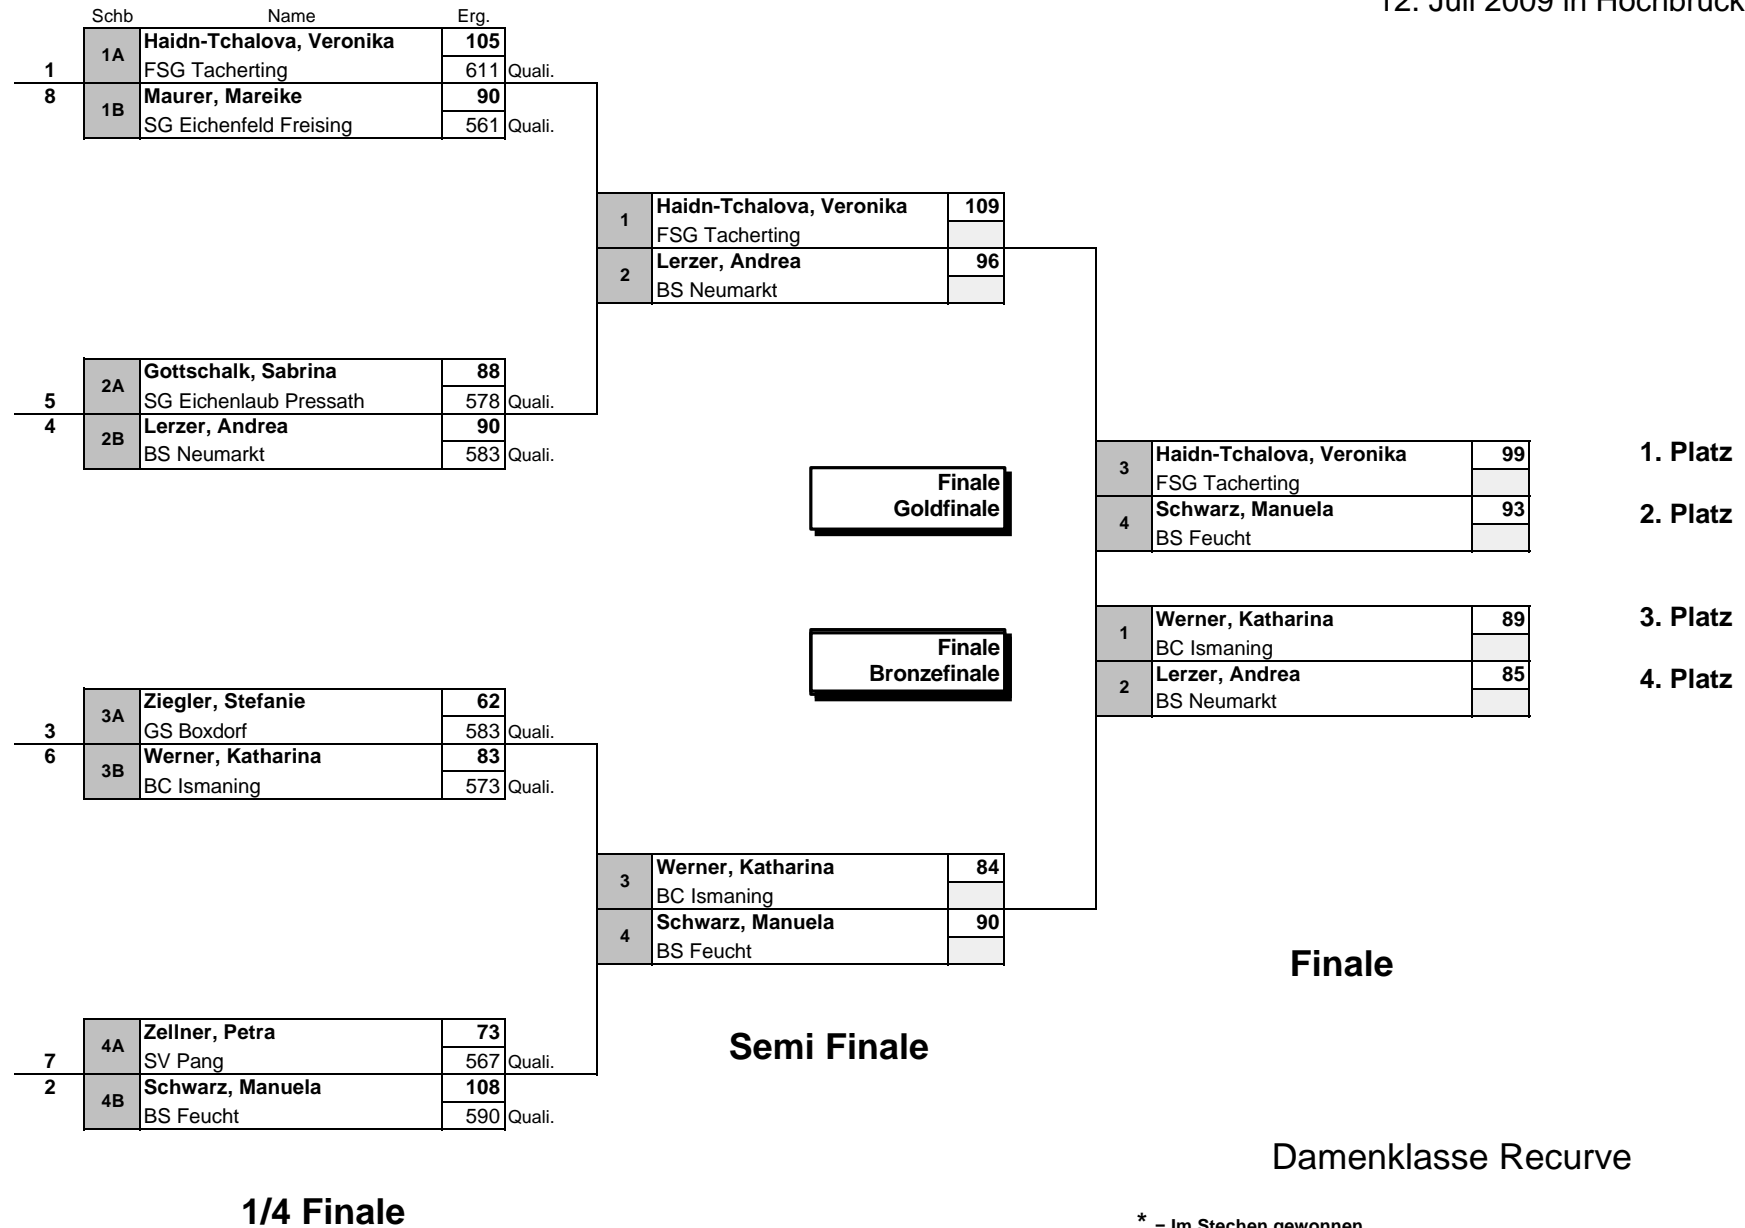 12. Juli 2009 in Hochbrück
Schb Name Erg.
1A Haidn-Tchalova, Veronika 105
1 FSG Tacherting 611 Quali.
8 1B Maurer, Mareike 90
SG Eichenfeld Freising 561 Quali.
1 Haidn-Tchalova, Veronika 109
FSG Tacherting
2 Lerzer, Andrea 96
BS Neumarkt
2A Gottschalk, Sabrina 88
5 SG Eichenlaub Pressath 578 Quali.
4 2B Lerzer, Andrea 90
BS Neumarkt 583 Quali.
3 Haidn-Tchalova, Veronika 99 1. Platz
FSG Tacherting
4 Schwarz, Manuela 93 2. Platz
BS Feucht
Finale
Goldfinale
1 Werner, Katharina 89 3. Platz
BC Ismaning
2 Lerzer, Andrea 85 4. Platz
BS Neumarkt
Finale
Bronzefinale
3A Ziegler, Stefanie 62
3 GS Boxdorf 583 Quali.
6 3B Werner, Katharina 83
BC Ismaning 573 Quali.
3 Werner, Katharina 84
BC Ismaning
4 Schwarz, Manuela 90
BS Feucht
Finale
4A Zellner, Petra 73
7 SV Pang 567 Quali.
2 4B Schwarz, Manuela 108
BS Feucht 590 Quali.
Semi Finale
Damenklasse Recurve
1/4 Finale
* = Im Stechen gewonnen